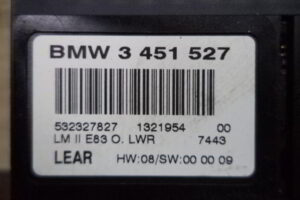 BMW 3 451 527
532327827 1321954 00
LM II E83 O. LWR 7443
LEAR HW:08/SW:00 00 09